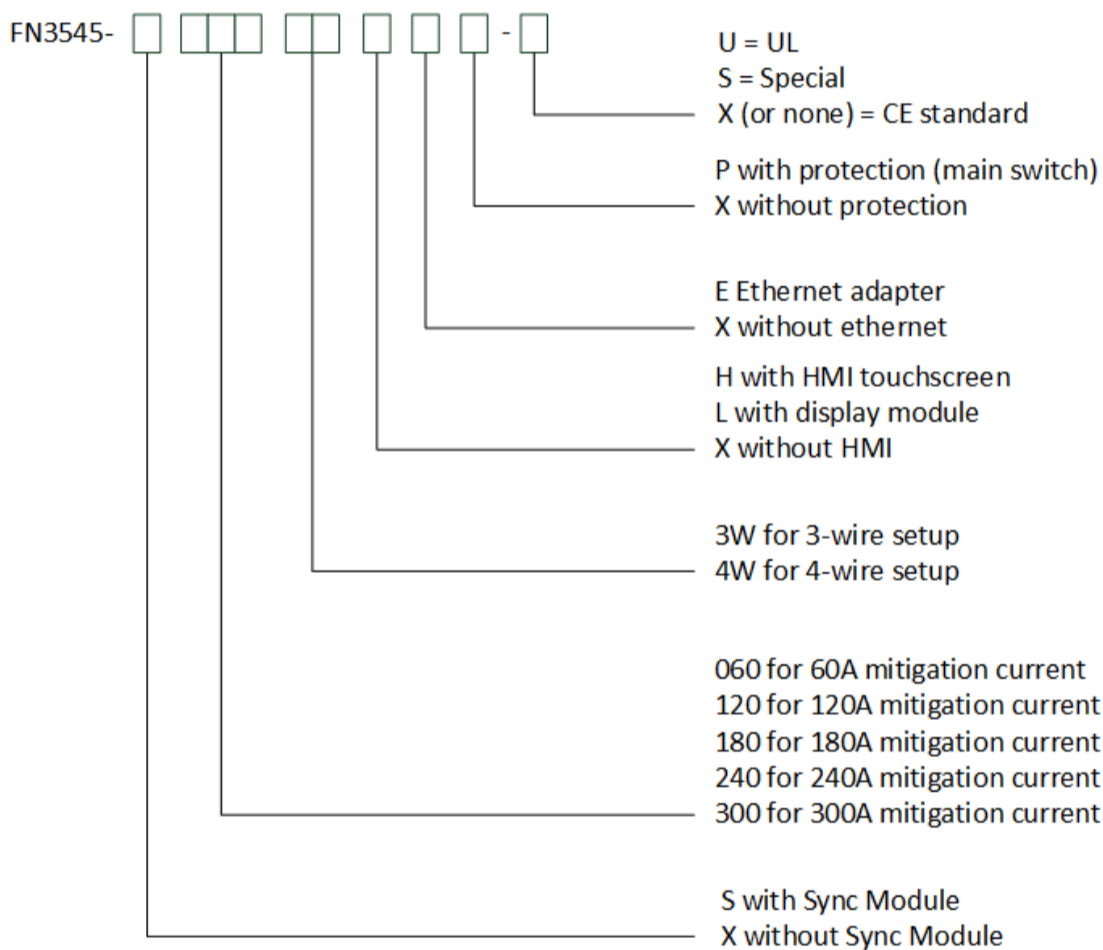 FN3545- -
U = UL
S = Special
X (or none) = CE standard
P with protection (main switch)
X without protection
E Ethernet adapter
X without ethernet
H with HMI touchscreen
L with display module
X without HMI
3W for 3-wire setup
4W for 4-wire setup
060 for 60A mitigation current
120 for 120A mitigation current
180 for 180A mitigation current
240 for 240A mitigation current
300 for 300A mitigation current
S with Sync Module
X without Sync Module